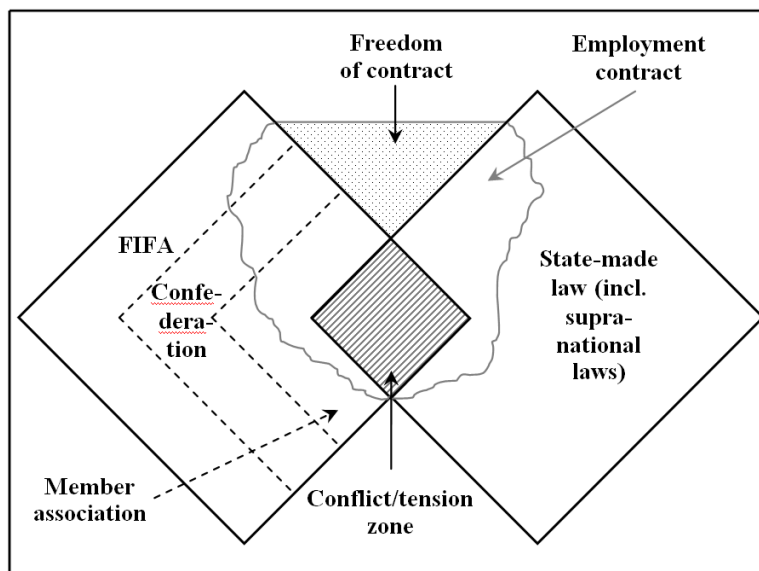 Freedom
of contract
Employment
contract
FIFA
Confe-
dera-
tion
State-made
law (incl.
supra-
national
laws)
Member
association
Conflict/tension
zone